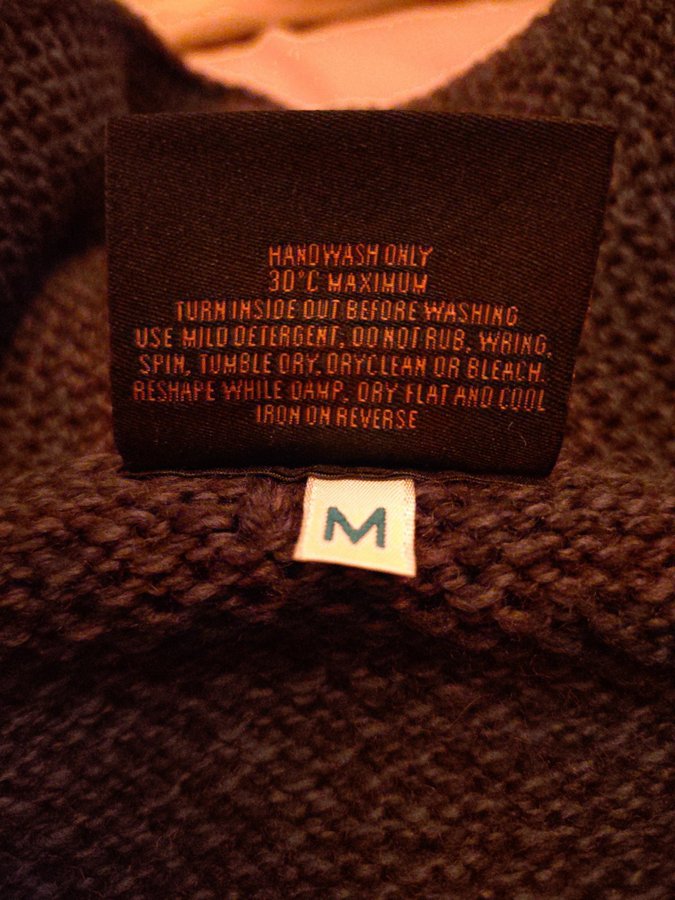 HANDWASH ONLY
30°C MAXIMUM
TURN INSIDE OUT BEFORE WASHING
USE MILD DETERGENT, DO NOT RUB, WRING,
SPIN, TUMBLE DRY, DRYCLEAN OR BLEACH.
RESHAPE WHILE DAMP, DRY FLAT AND COOL
IRON ON REVERSE
M